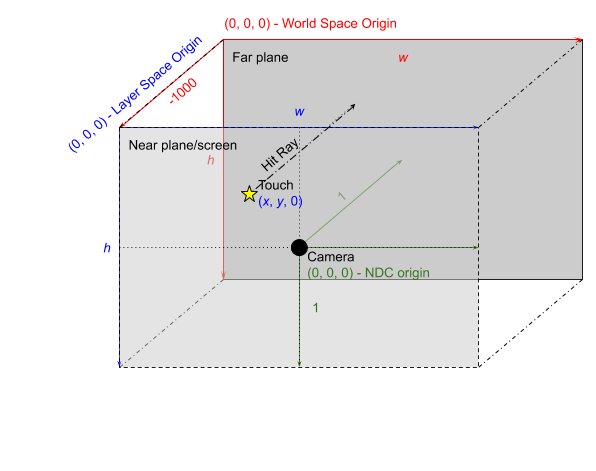 (0, 0, 0) - World Space Origin
Far plane
w
(0, 0, 0) - Layer Space Origin
-1000
w
Near plane/screen
h
Hit Ray
Touch
(x, y, 0)
1
h
Camera
(0, 0, 0) - NDC origin
1